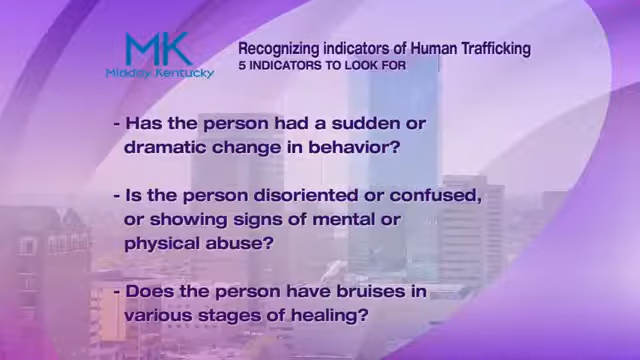 MK
Midday Kentucky
Recognizing indicators of Human Trafficking
5 INDICATORS TO LOOK FOR
- Has the person had a sudden or
dramatic change in behavior?
- Is the person disoriented or confused,
or showing signs of mental or
physical abuse?
- Does the person have bruises in
various stages of healing?